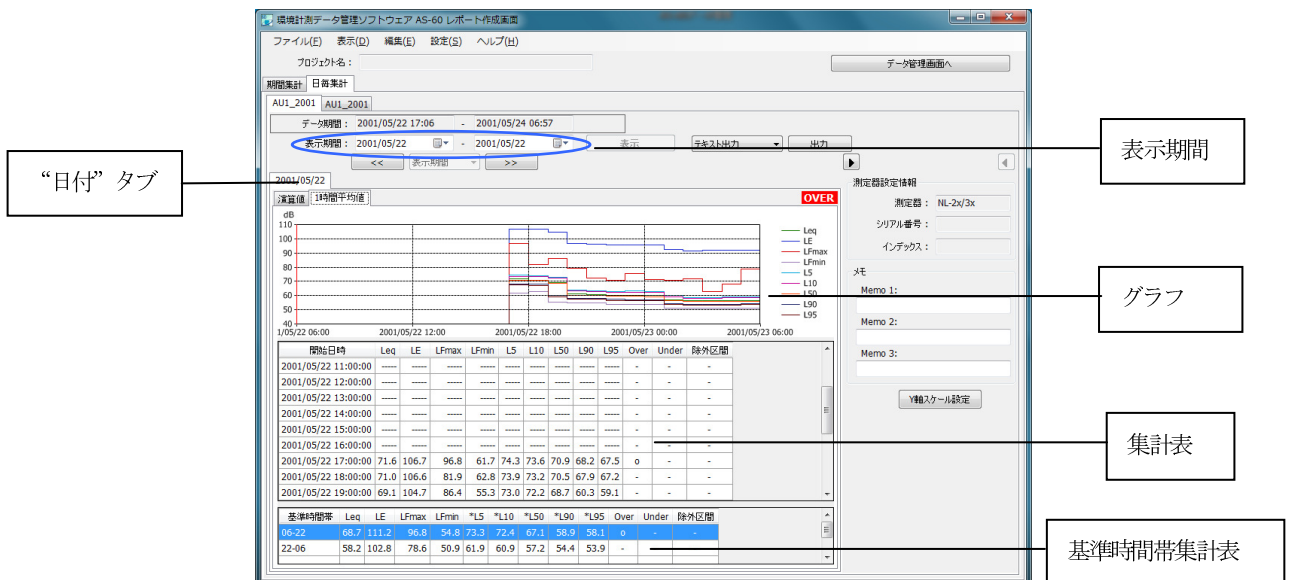 環境計測データ管理ソフトウェア AS-60 レポート作成画面
ファイル(F) 表示(D) 編集(E) 設定(S) ヘルプ(H)
プロジェクト名：
データ管理画面へ
期間集計 日毎集計
AU1_2001 AU1_2001
データ期間： 2001/05/22 17:06 - 2001/05/24 06:57
表示期間： 2001/05/22 - 2001/05/22 表示 テキスト出力 出力
<< 表示期間 >>
表示期間
“日付” タブ
2001/05/22
演算値 1時間平均値 OVER
測定器設定情報
測定器： NL-2x/3x
シリアル番号：
インデックス：
メモ
Memo 1:
Memo 2:
Memo 3:
Y軸スケール設定
dB
110
100
90
80
70
60
50
40
Leq
LE
LFmax
LFmin
L5
L10
L50
L90
L95
グラフ
1/05/22 06:00 2001/05/22 12:00 2001/05/22 18:00 2001/05/23 00:00 2001/05/23 06:00
開始日時 Leq LE LFmax LFmin L5 L10 L50 L90 L95 Over Under 除外区間
2001/05/22 11:00:00 ----- ----- ----- ----- ----- ----- ----- ----- ----- - - -
2001/05/22 12:00:00 ----- ----- ----- ----- ----- ----- ----- ----- ----- - - -
2001/05/22 13:00:00 ----- ----- ----- ----- ----- ----- ----- ----- ----- - - -
2001/05/22 14:00:00 ----- ----- ----- ----- ----- ----- ----- ----- ----- - - -
2001/05/22 15:00:00 ----- ----- ----- ----- ----- ----- ----- ----- ----- - - -
2001/05/22 16:00:00 ----- ----- ----- ----- ----- ----- ----- ----- ----- - - -
2001/05/22 17:00:00 71.6 106.7 96.8 61.7 74.3 73.6 70.9 68.2 67.5 o - -
2001/05/22 18:00:00 71.0 106.6 81.9 62.8 73.9 73.2 70.5 67.9 67.2 - - -
2001/05/22 19:00:00 69.1 104.7 86.4 55.3 73.0 72.2 68.7 60.3 59.1 - - -
集計表
基準時間帯 Leq LE LFmax LFmin *L5 *L10 *L50 *L90 *L95 Over Under 除外区間
06-22 68.7 111.2 96.8 54.8 73.3 72.4 67.1 58.9 58.1 o - -
22-06 58.2 102.8 78.6 50.9 61.9 60.9 57.2 54.4 53.9 - -
基準時間帯集計表